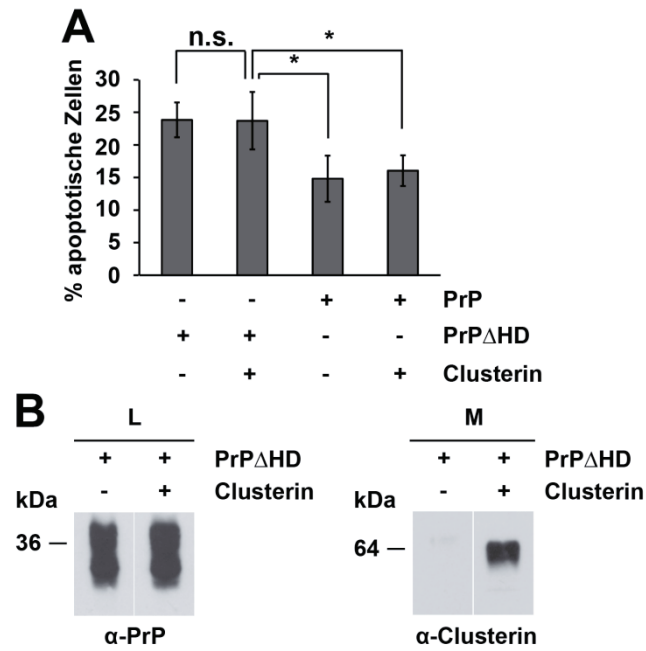 A
n.s.
*
*
% apoptotische Zellen
30
25
20
15
10
5
0
- - + + PrP
+ + - - PrPΔHD
- + - + Clusterin
B
L
+ + PrPΔHD
- + Clusterin
kDa
36
α-PrP
M
+ + PrPΔHD
- + Clusterin
kDa
64
α-Clusterin